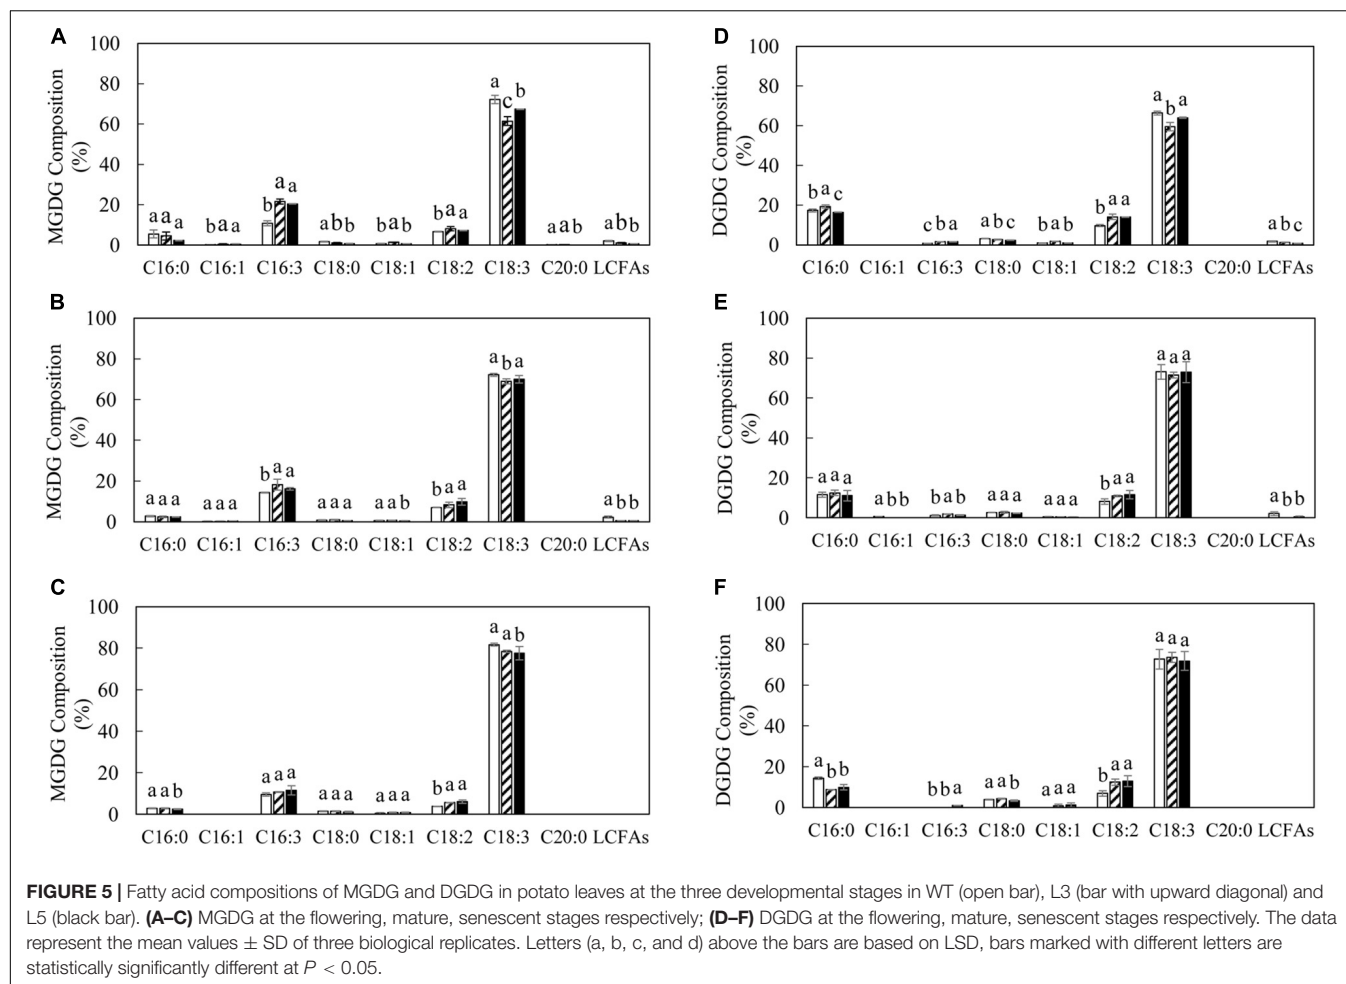 A
MGDG Composition
(%)
100
80
60
40
20
0
a a a
b a a
b a a
a b b
b a b
b a a
a c b
a a b
a b b
C16:0 C16:1 C16:3 C18:0 C18:1 C18:2 C18:3 C20:0 LCFAs
D
DGDG Composition
(%)
100
80
60
40
20
0
b a c
c b a
a b c
b a b
b a a
a b a
a b c
C16:0 C16:1 C16:3 C18:0 C18:1 C18:2 C18:3 C20:0 LCFAs
B
MGDG Composition
(%)
100
80
60
40
20
0
a a a
a a a
b a a
a a a
a a b
b a a
a b a
a b b
C16:0 C16:1 C16:3 C18:0 C18:1 C18:2 C18:3 C20:0 LCFAs
E
DGDG Composition
(%)
100
80
60
40
20
0
a a a
a b b
b a b
a a a
a a a
b a a
a a a
a b b
C16:0 C16:1 C16:3 C18:0 C18:1 C18:2 C18:3 C20:0 LCFAs
C
MGDG Composition
(%)
100
80
60
40
20
0
a a b
a a a
a a a
a a a
b a a
a a b
C16:0 C16:1 C16:3 C18:0 C18:1 C18:2 C18:3 C20:0 LCFAs
F
DGDG Composition
(%)
100
80
60
40
20
0
a b b
b b a
a a b
a a a
b a a
a a a
C16:0 C16:1 C16:3 C18:0 C18:1 C18:2 C18:3 C20:0 LCFAs
FIGURE 5 | Fatty acid compositions of MGDG and DGDG in potato leaves at the three developmental stages in WT (open bar), L3 (bar with upward diagonal) and
L5 (black bar). (A–C) MGDG at the flowering, mature, senescent stages respectively; (D–F) DGDG at the flowering, mature, senescent stages respectively. The data
represent the mean values ± SD of three biological replicates. Letters (a, b, c, and d) above the bars are based on LSD, bars marked with different letters are
statistically significantly different at P < 0.05.